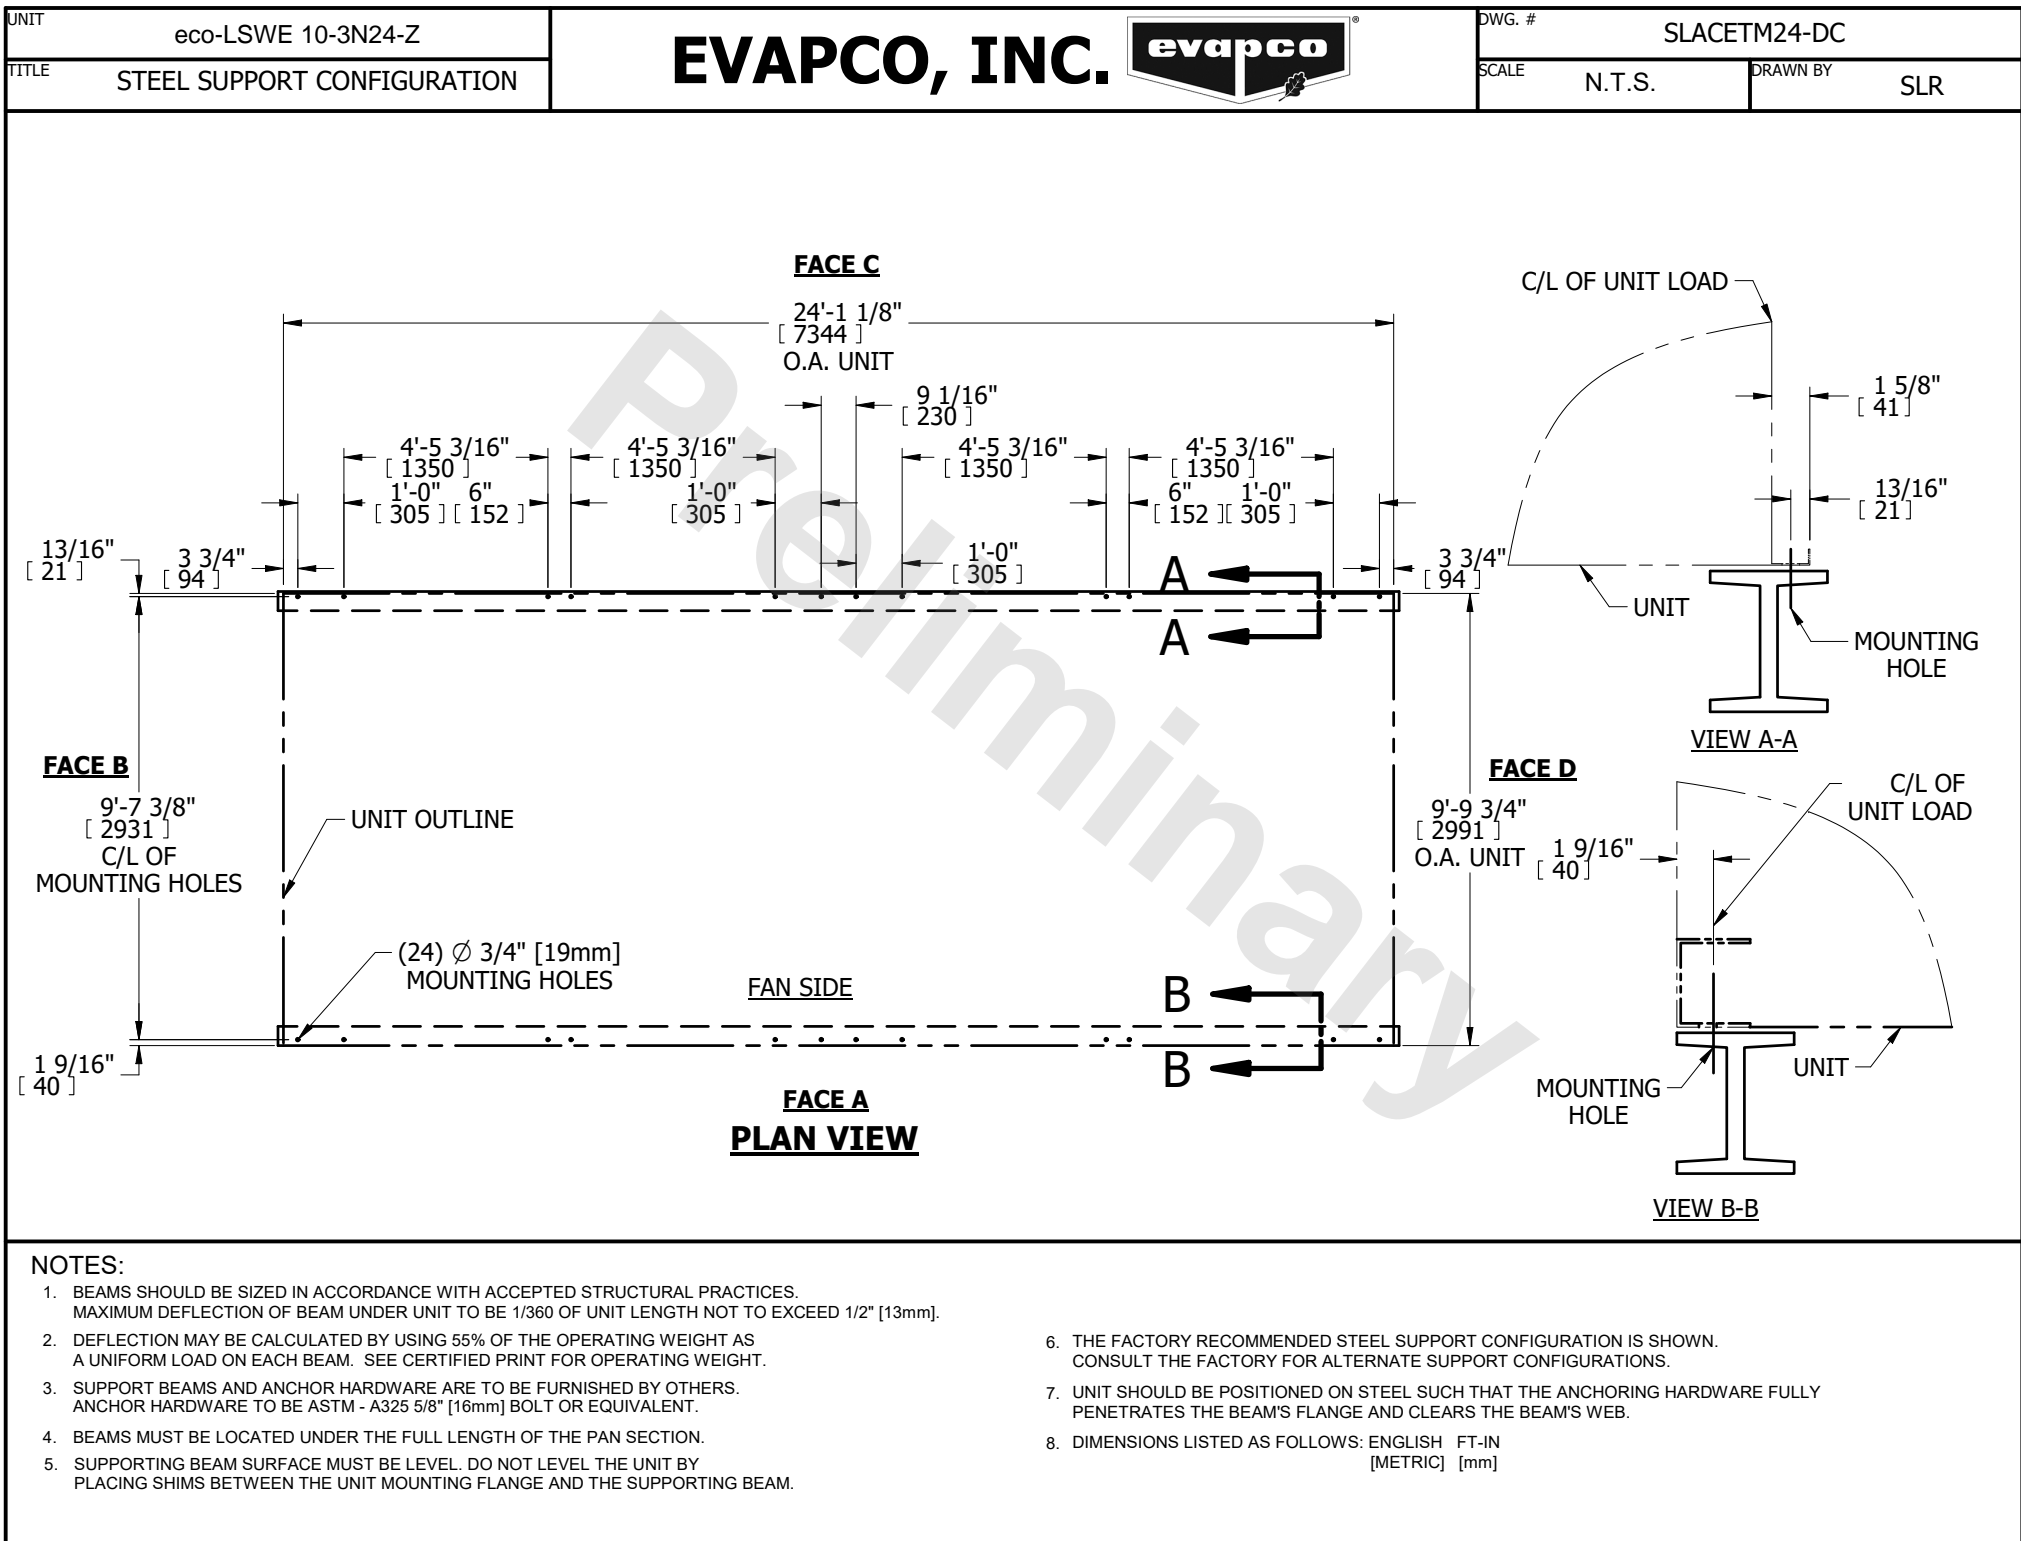 UNIT
eco-LSWE 10-3N24-Z
TITLE
STEEL SUPPORT CONFIGURATION
EVAPCO, INC.
evapco
®
DWG. #
SLACETM24-DC
SCALE
N.T.S.
DRAWN BY
SLR
FACE C
24'-1 1/8"
[ 7344 ]
O.A. UNIT
9 1/16"
[ 230 ]
4'-5 3/16"
[ 1350 ]
4'-5 3/16"
[ 1350 ]
4'-5 3/16"
[ 1350 ]
4'-5 3/16"
[ 1350 ]
1'-0"
[ 305 ]
6"
[ 152 ]
1'-0"
[ 305 ]
6"
[ 152 ]
1'-0"
[ 305 ]
13/16"
[ 21 ]
3 3/4"
[ 94 ]
1'-0"
[ 305 ]
3 3/4"
[ 94 ]
A
A
FACE B
9'-7 3/8"
[ 2931 ]
C/L OF
MOUNTING HOLES
UNIT OUTLINE
FACE D
9'-9 3/4"
[ 2991 ]
O.A. UNIT
(24) Ø 3/4" [19mm]
MOUNTING HOLES
FAN SIDE
B
B
1 9/16"
[ 40 ]
FACE A
PLAN VIEW
Preliminary
C/L OF UNIT LOAD
1 5/8"
[ 41 ]
13/16"
[ 21 ]
UNIT
MOUNTING
HOLE
VIEW A-A
C/L OF
UNIT LOAD
1 9/16"
[ 40 ]
UNIT
MOUNTING
HOLE
VIEW B-B
NOTES:
1. BEAMS SHOULD BE SIZED IN ACCORDANCE WITH ACCEPTED STRUCTURAL PRACTICES.
MAXIMUM DEFLECTION OF BEAM UNDER UNIT TO BE 1/360 OF UNIT LENGTH NOT TO EXCEED 1/2" [13mm].
2. DEFLECTION MAY BE CALCULATED BY USING 55% OF THE OPERATING WEIGHT AS
A UNIFORM LOAD ON EACH BEAM. SEE CERTIFIED PRINT FOR OPERATING WEIGHT.
3. SUPPORT BEAMS AND ANCHOR HARDWARE ARE TO BE FURNISHED BY OTHERS.
ANCHOR HARDWARE TO BE ASTM - A325 5/8" [16mm] BOLT OR EQUIVALENT.
4. BEAMS MUST BE LOCATED UNDER THE FULL LENGTH OF THE PAN SECTION.
5. SUPPORTING BEAM SURFACE MUST BE LEVEL. DO NOT LEVEL THE UNIT BY
PLACING SHIMS BETWEEN THE UNIT MOUNTING FLANGE AND THE SUPPORTING BEAM.
6. THE FACTORY RECOMMENDED STEEL SUPPORT CONFIGURATION IS SHOWN.
CONSULT THE FACTORY FOR ALTERNATE SUPPORT CONFIGURATIONS.
7. UNIT SHOULD BE POSITIONED ON STEEL SUCH THAT THE ANCHORING HARDWARE FULLY
PENETRATES THE BEAM'S FLANGE AND CLEARS THE BEAM'S WEB.
8. DIMENSIONS LISTED AS FOLLOWS: ENGLISH FT-IN
[METRIC] [mm]